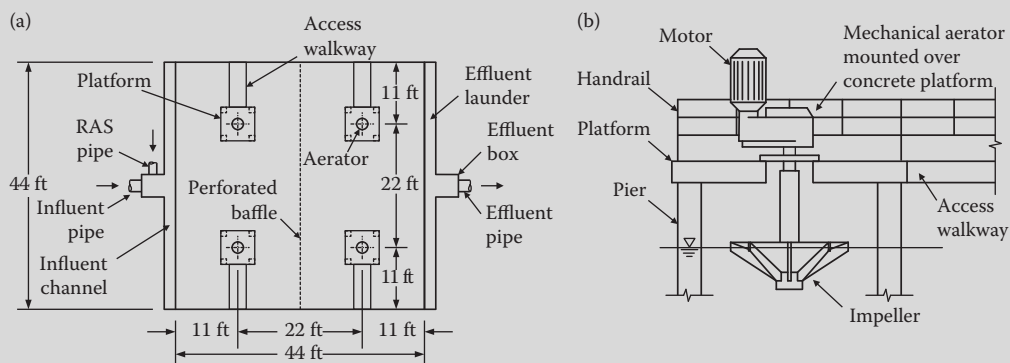 (a)
Access
walkway
Platform
11 ft
Effluent
launder
RAS
pipe
Aerator
Effluent
box
44 ft
Perforated
baffle
22 ft
Influent
pipe
Effluent
pipe
Influent
channel
11 ft
11 ft
22 ft
11 ft
44 ft
(b)
Motor
Mechanical aerator
mounted over
concrete platform
Handrail
Platform
Pier
Access
walkway
Impeller